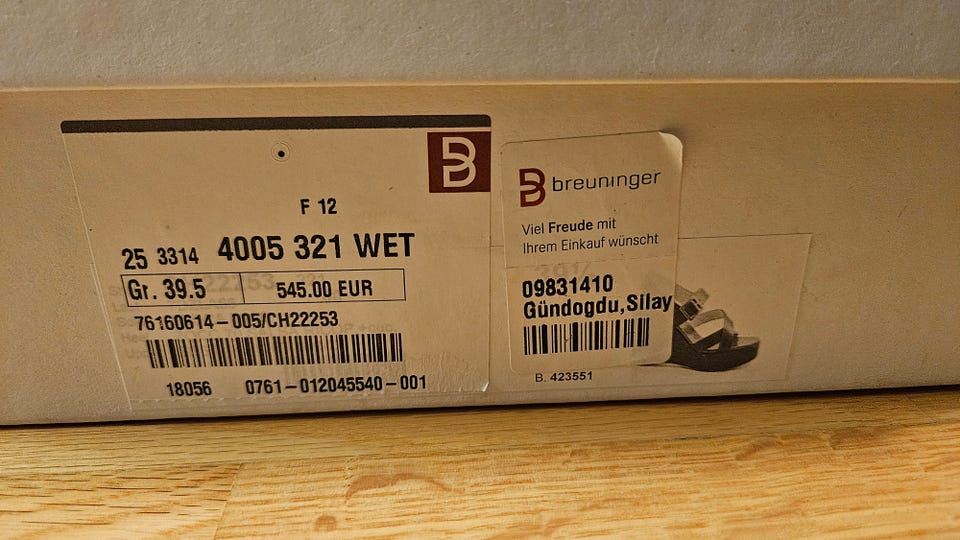 B
F 12
25 3314 4005 321 WET
Gr. 39.5 545.00 EUR
76160614-005/CH22253
18056 0761-012045540-001
B breuninger
Viel Freude mit
Ihrem Einkauf wünscht
09831410
Gündogdu,Silay
B. 423551